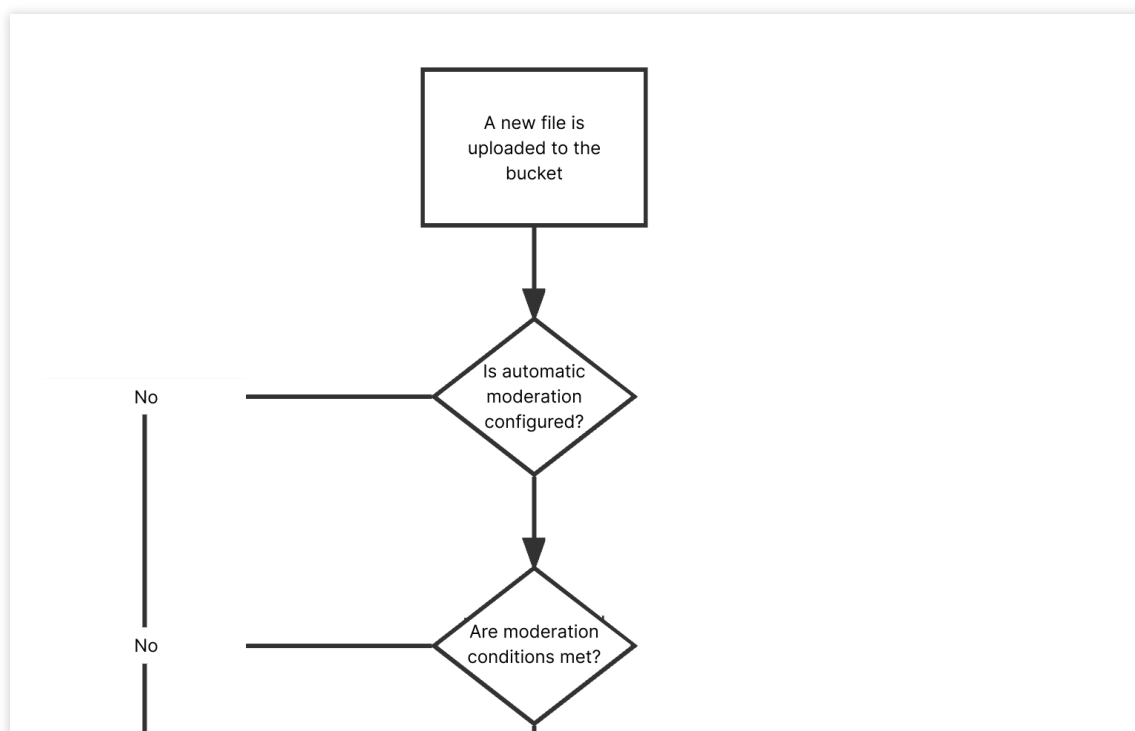 A new file is
uploaded to the
bucket
Is automatic
moderation
configured?
No
Are moderation
conditions met?
No